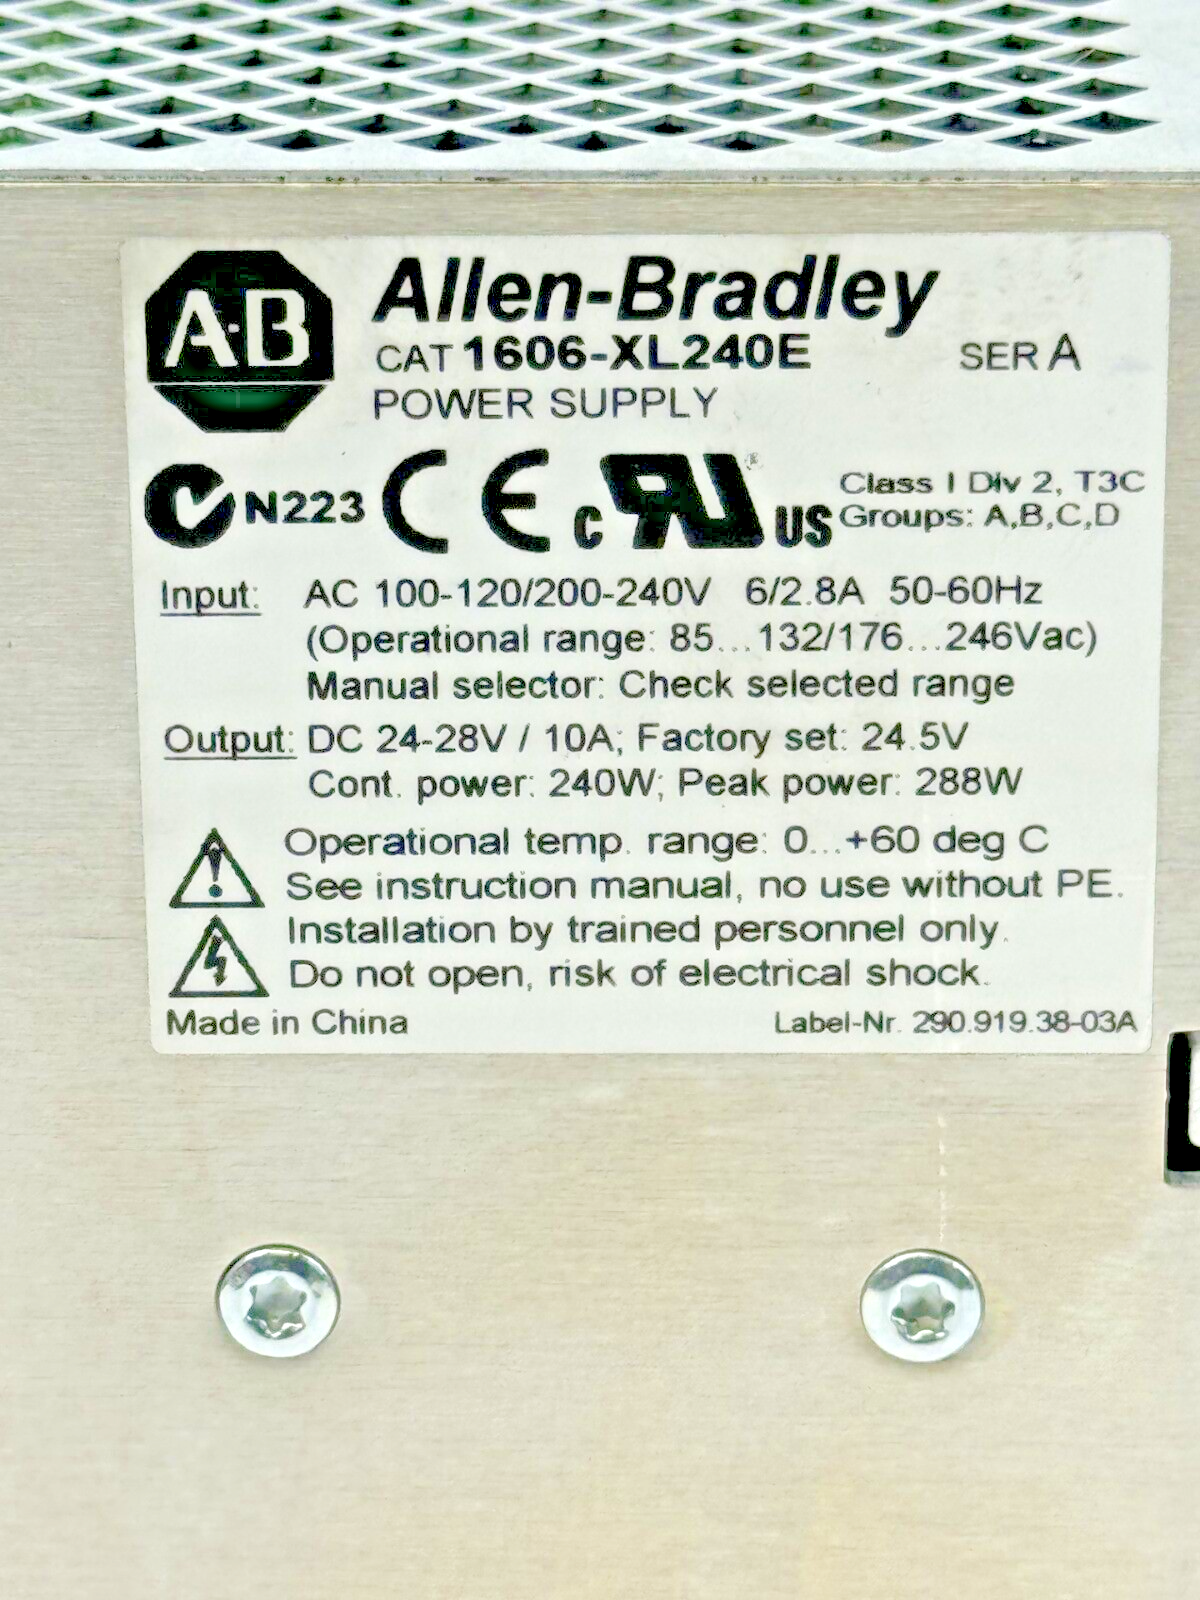 A·B
Allen-Bradley
CAT 1606-XL240E SER A
POWER SUPPLY
N223 CE c RU US
Class I Div 2, T3C
Groups: A,B,C,D
Input: AC 100-120/200-240V 6/2.8A 50-60Hz
(Operational range: 85...132/176...246Vac)
Manual selector: Check selected range
Output: DC 24-28V / 10A; Factory set: 24.5V
Cont. power: 240W; Peak power: 288W
Operational temp. range: 0...+60 deg C
See instruction manual, no use without PE.
Installation by trained personnel only.
Do not open, risk of electrical shock.
Made in China Label-Nr. 290.919.38-03A